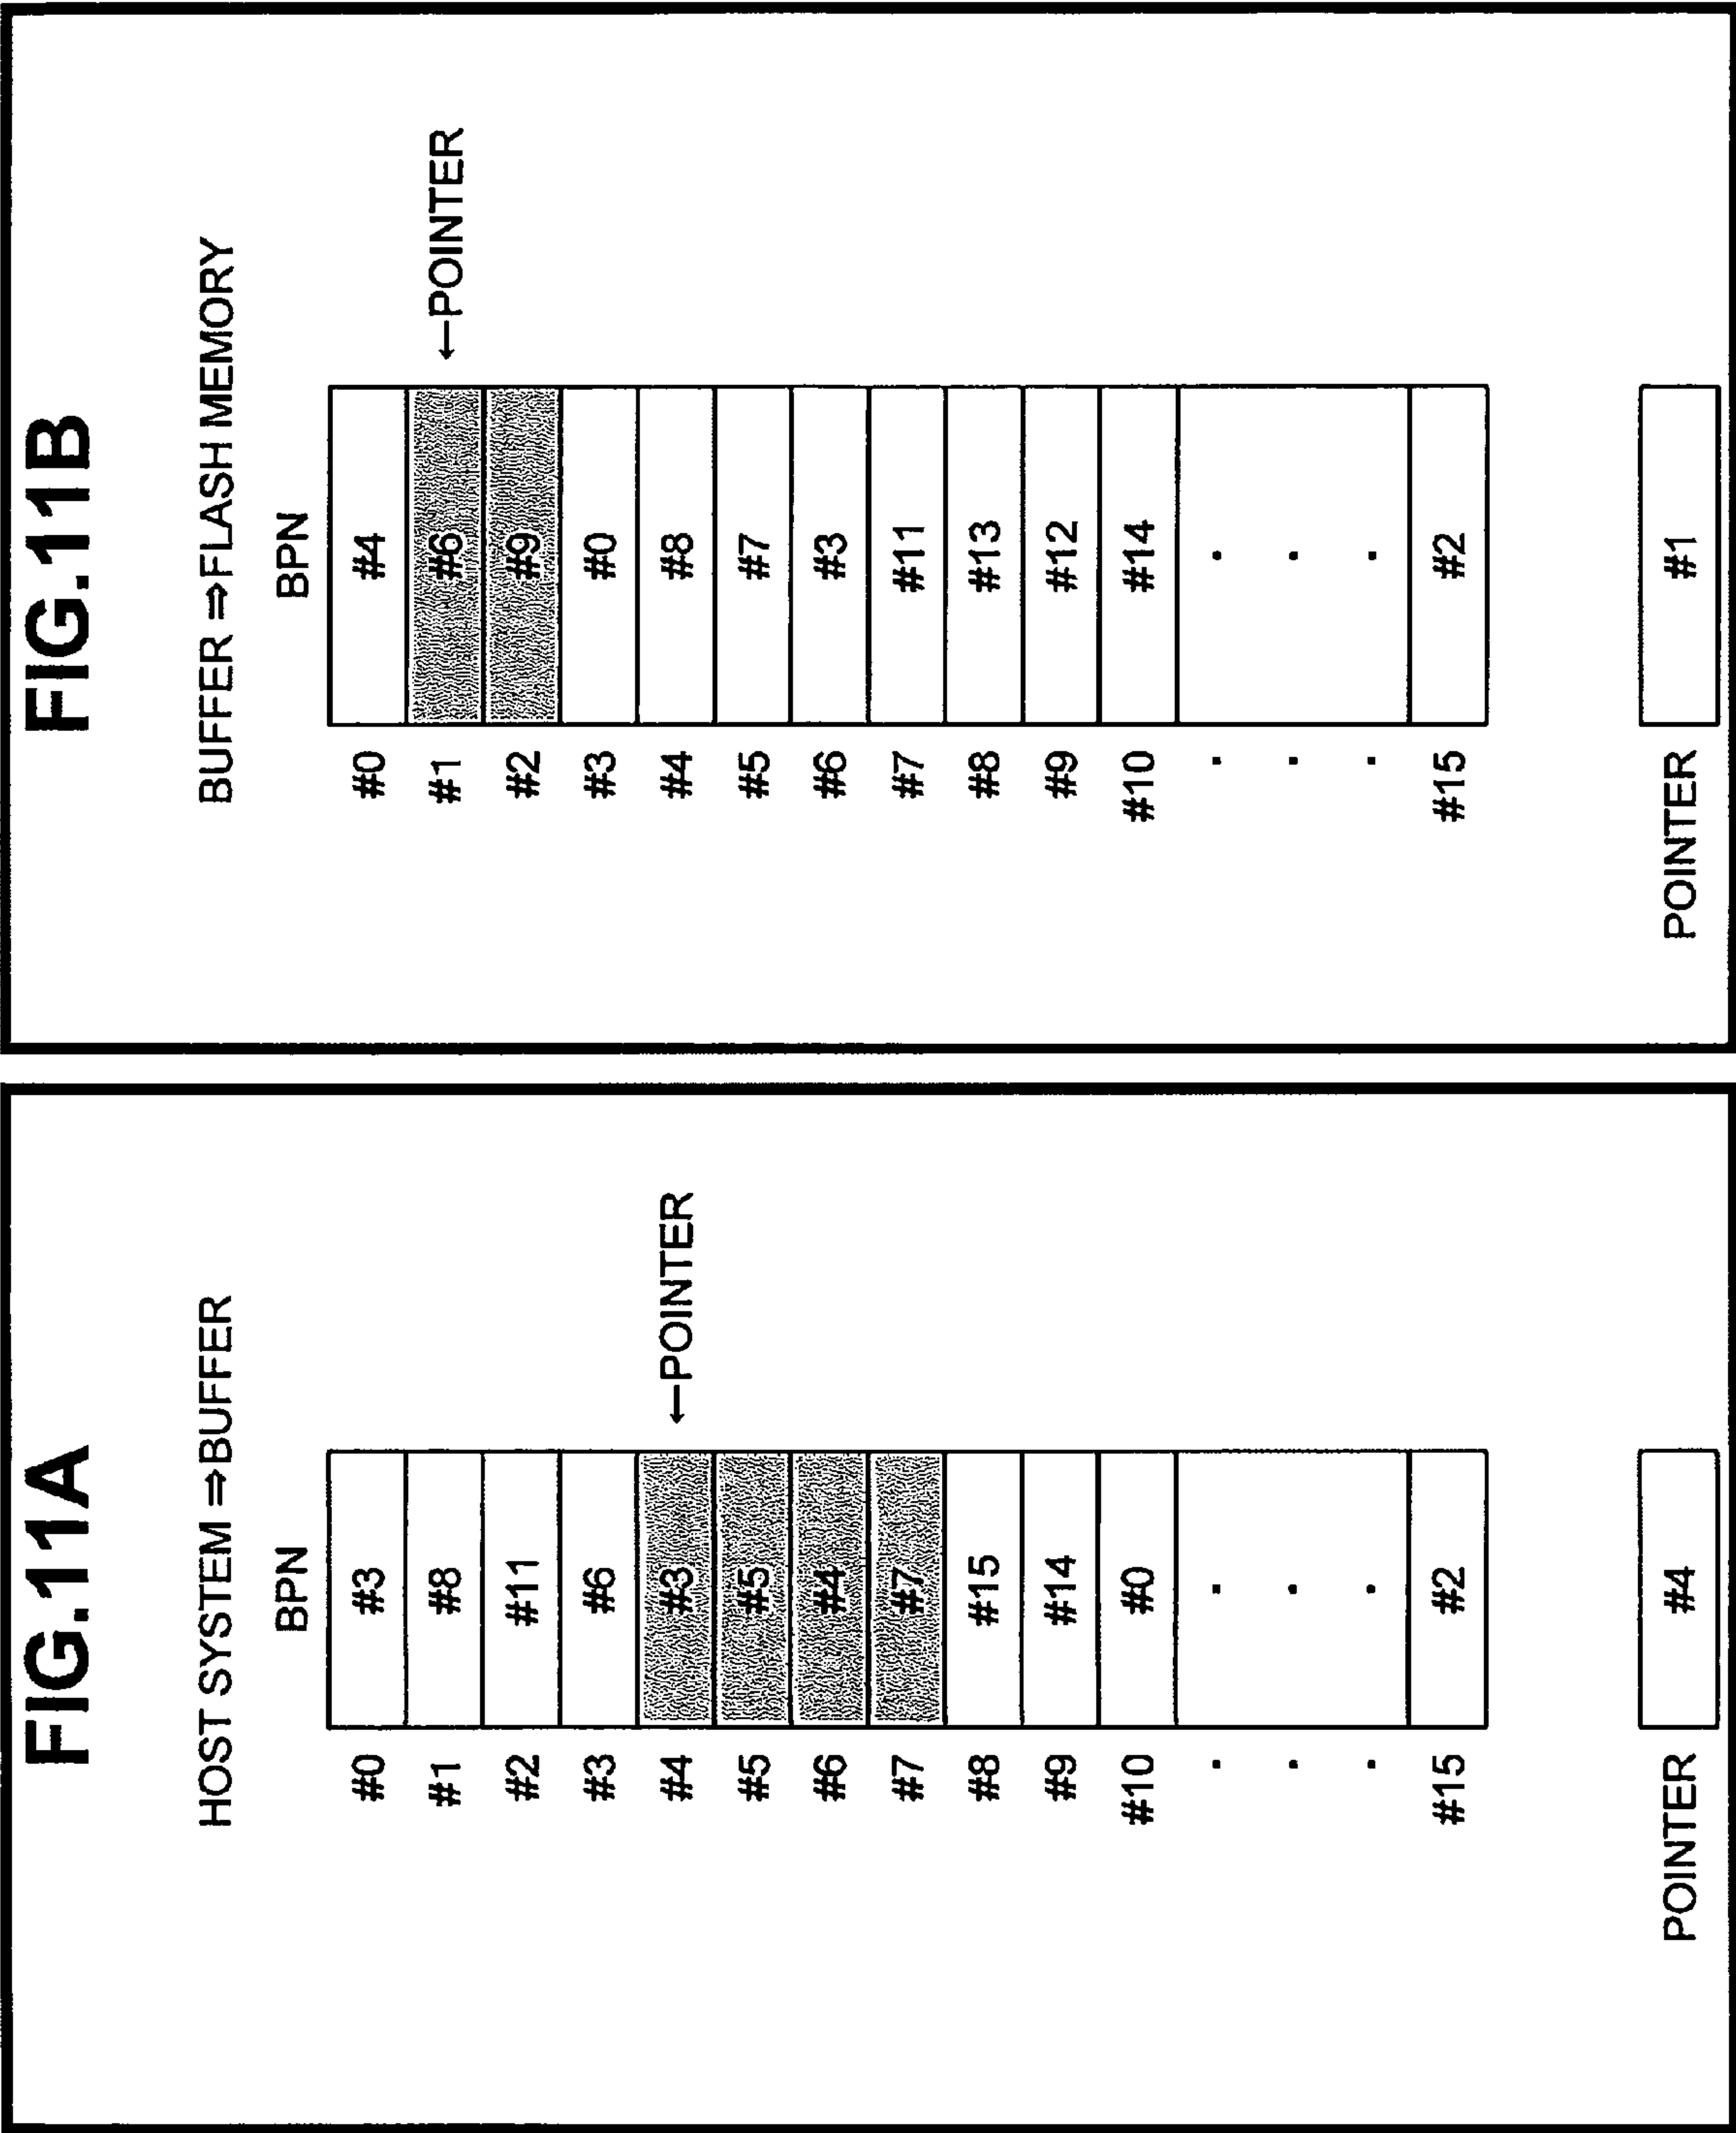 FIG.11A
HOST SYSTEM ⇒BUFFER
BPN
#0 #3
#1 #8
#2 #11
#3 #6
#4 #3 ←POINTER
#5 #5
#6 #4
#7 #7
#8 #15
#9 #14
#10 #0
. .
. .
. .
#15 #2
POINTER #4
FIG.11B
BUFFER ⇒FLASH MEMORY
BPN
#0 #4
#1 #6 ←POINTER
#2 #9
#3 #0
#4 #8
#5 #7
#6 #3
#7 #11
#8 #13
#9 #12
#10 #14
. .
. .
. .
#15 #2
POINTER #1